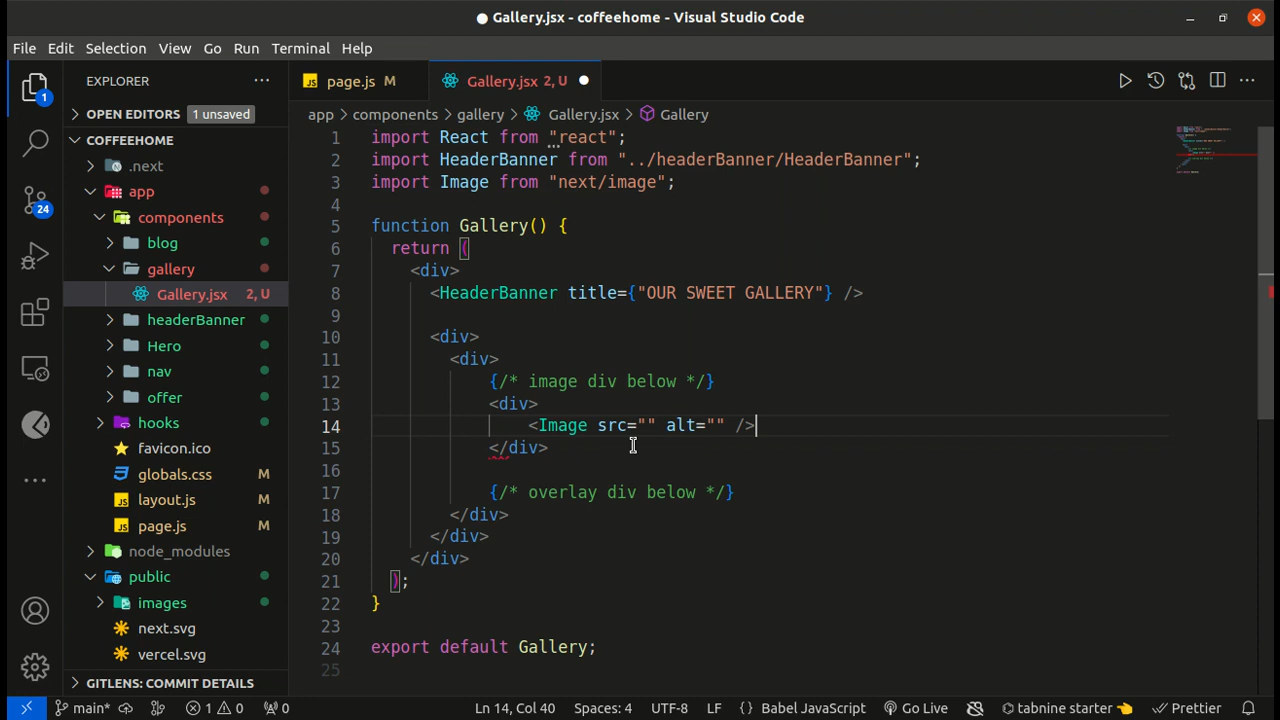 Gallery.jsx - coffeehome - Visual Studio Code
File Edit Selection View Go Run Terminal Help
EXPLORER
page.js M
Gallery.jsx 2, U
OPEN EDITORS 1 unsaved
app > components > gallery > Gallery.jsx > Gallery
COFFEEHOME
.next
app
components
blog
gallery
Gallery.jsx 2, U
headerBanner
Hero
nav
offer
hooks
favicon.ico
globals.css M
layout.js M
page.js M
node_modules
public
images
next.svg
vercel.svg
GITLENS: COMMIT DETAILS
1
24
1 import React from "react";
2 import HeaderBanner from "../headerBanner/HeaderBanner";
3 import Image from "next/image";
4
5 function Gallery() {
6 return (
7 <div>
8 <HeaderBanner title={"OUR SWEET GALLERY"} />
9
10 <div>
11 <div>
12 {/* image div below */}
13 <div>
14 <Image src="" alt="" />
15 </div>
16
17 {/* overlay div below */}
18 </div>
19 </div>
20 </div>
21 );
22 }
23
24 export default Gallery;
25
main* 1 0 0 Ln 14, Col 40 Spaces: 4 UTF-8 LF {} Babel JavaScript Go Live tabnine starter Prettier